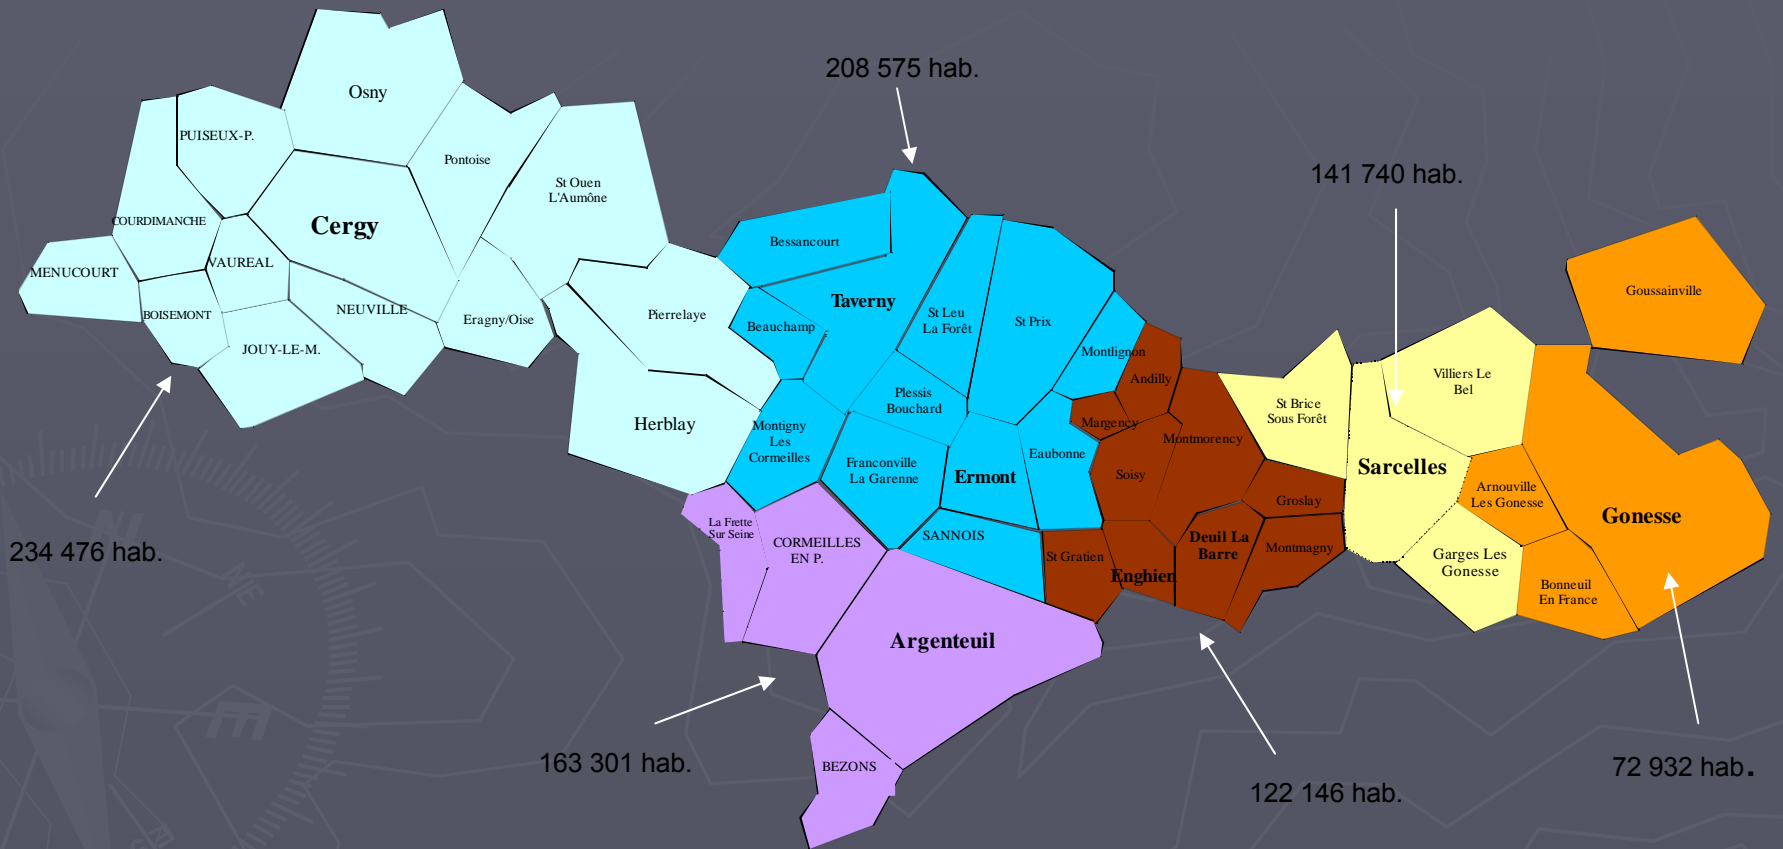 208 575 hab.
Osny
PUISEUX-P.
Pontoise
St Ouen
L'Aumône
141 740 hab.
COURDIMANCHE
Cergy
Bessancourt
MENUCOURT
VAUREAL
Goussainville
BOISEMONT
NEUVILLE
Eragny/Oise
Pierrelaye
Taverny
Beauchamp
St Leu
La Forêt
St Prix
JOUY-LE-M.
Montlignon
Andilly
Villiers Le
Bel
Plessis
Bouchard
St Brice
Sous Forêt
Herblay
Montigny
Les
Cormeilles
Margency
Montmorency
Eaubonne
Franconville
La Garenne
Ermont
Soisy
Sarcelles
Arnouville
Les Gonesse
Groslay
Gonesse
La Frette
Sur Seine
CORMEILLES
EN P.
SANNOIS
St Gratien
Enghien
Deuil La
Barre
Montmagny
Garges Les
Gonesse
Bonneuil
En France
234 476 hab.
Argenteuil
163 301 hab.
BEZONS
122 146 hab.
72 932 hab.
N
NE
E
SE